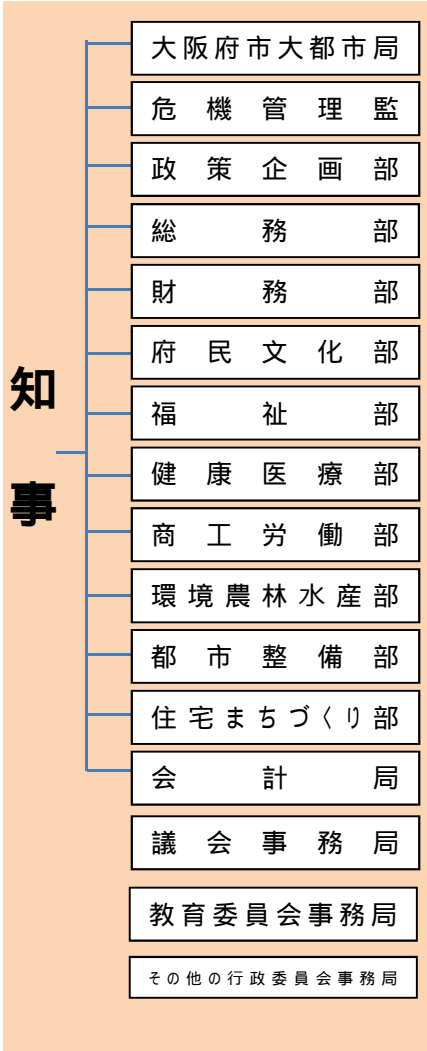 知事
大阪府市大都市局
危機管理監
政策企画部
総務部
財務部
府民文化部
福祉部
健康医療部
商工労働部
環境農林水産部
都市整備部
住宅まちづくり部
会計局
議会事務局
教育委員会事務局
その他の行政委員会事務局